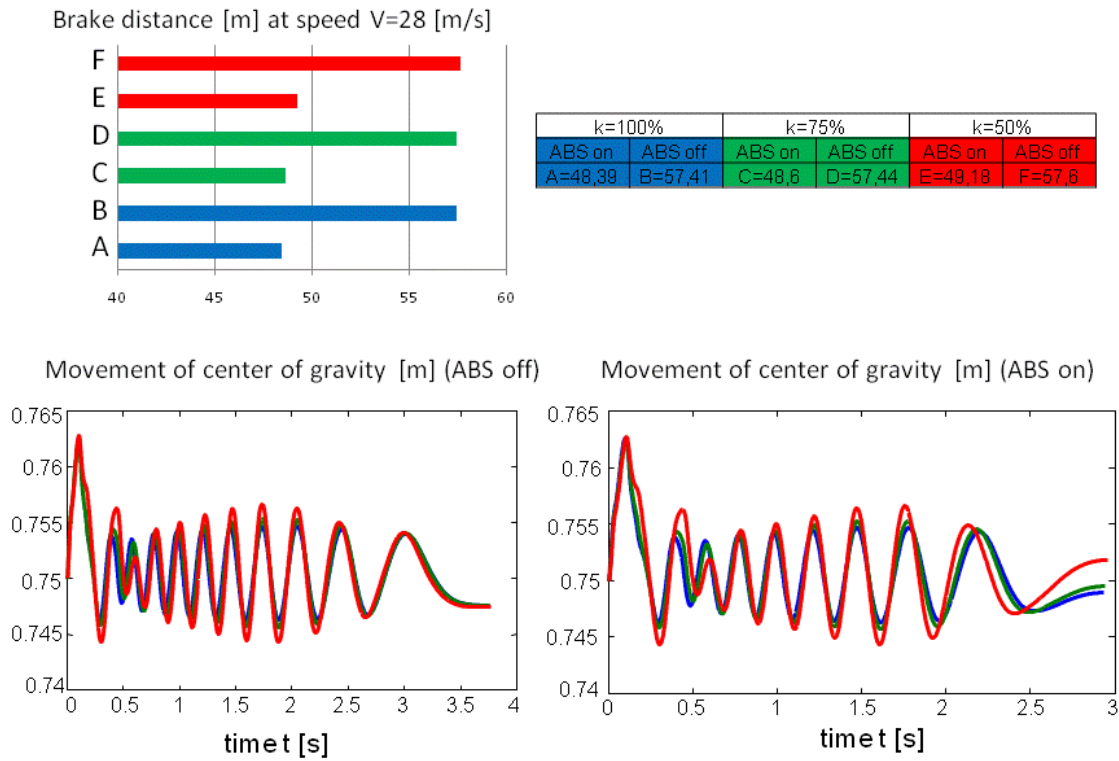 Brake distance [m] at speed V=28 [m/s]
F
E
D
C
B
A
40 45 50 55 60
k=100% k=75% k=50%
ABS on ABS off ABS on ABS off ABS on ABS off
A=48,39 B=57,41 C=48,6 D=57,44 E=49,18 F=57,6
Movement of center of gravity [m] (ABS off)
0.765
0.76
0.755
0.75
0.745
0.74
0 0.5 1 1.5 2 2.5 3 3.5 4
time t [s]
Movement of center of gravity [m] (ABS on)
0.765
0.76
0.755
0.75
0.745
0.74
0 0.5 1 1.5 2 2.5 3
time t [s]